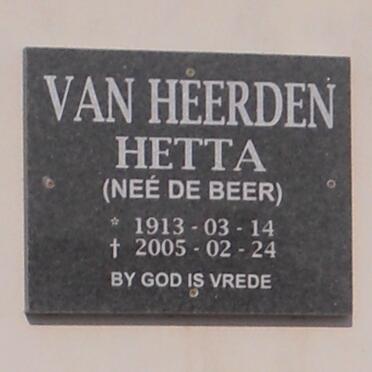 VAN HEERDEN
HETTA
(NEÉ DE BEER)
* 1913 - 03 - 14
† 2005 - 02 - 24
BY GOD IS VREDE